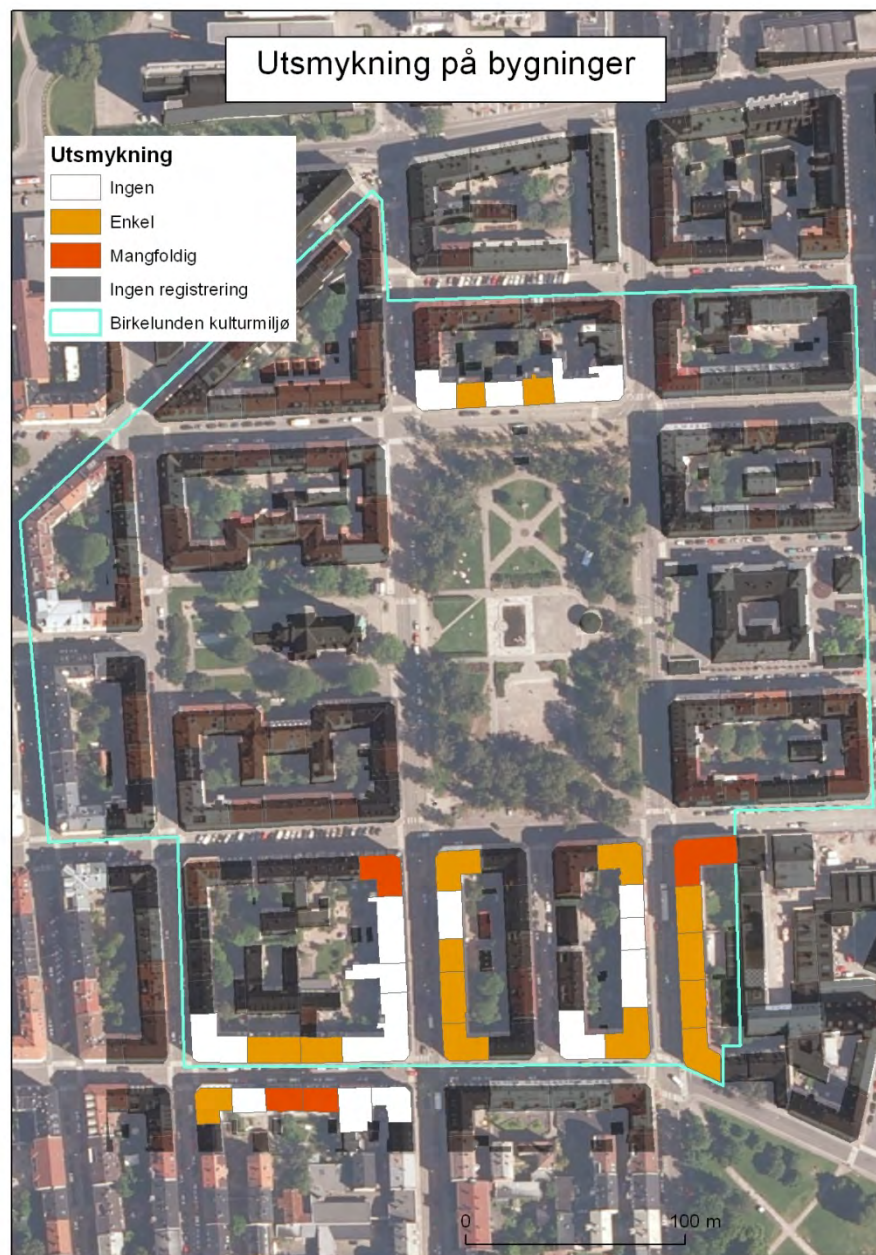 Utsmykning på bygninger
Utsmykning
Ingen
Enkel
Mangfoldig
Ingen registrering
Birkelunden kulturmiljø
0 100 m